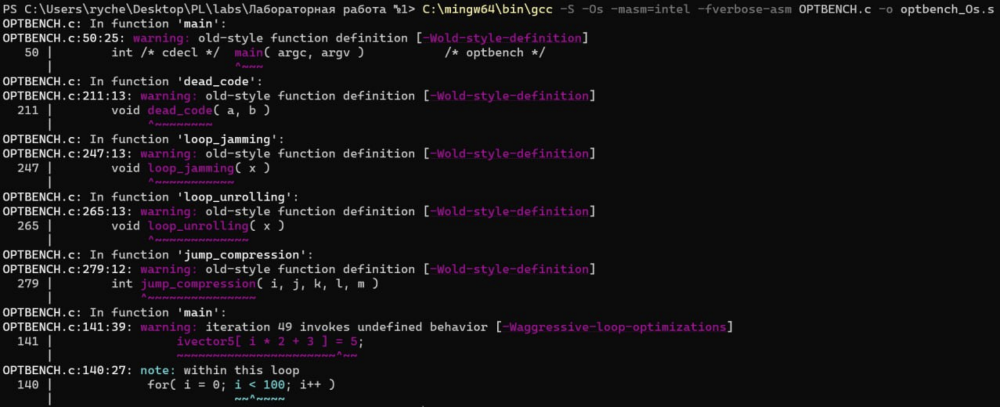 PS C:\Users\ryche\Desktop\PL\labs\Лабораторная работа №1> C:\mingw64\bin\gcc -S -Os -masm=intel -fverbose-asm OPTBENCH.c -o optbench_Os.s
OPTBENCH.c: In function 'main':
OPTBENCH.c:50:25: warning: old-style function definition [-Wold-style-definition]
   50 |        int /* cdecl */  main( argc, argv )           /* optbench */
      |                         ^~~~
OPTBENCH.c: In function 'dead_code':
OPTBENCH.c:211:13: warning: old-style function definition [-Wold-style-definition]
  211 |        void dead_code( a, b )
      |             ^~~~~~~~~
OPTBENCH.c: In function 'loop_jamming':
OPTBENCH.c:247:13: warning: old-style function definition [-Wold-style-definition]
  247 |        void loop_jamming( x )
      |             ^~~~~~~~~~~~
OPTBENCH.c: In function 'loop_unrolling':
OPTBENCH.c:265:13: warning: old-style function definition [-Wold-style-definition]
  265 |        void loop_unrolling( x )
      |             ^~~~~~~~~~~~~~
OPTBENCH.c: In function 'jump_compression':
OPTBENCH.c:279:12: warning: old-style function definition [-Wold-style-definition]
  279 |        int jump_compression( i, j, k, l, m )
      |            ^~~~~~~~~~~~~~~~
OPTBENCH.c: In function 'main':
OPTBENCH.c:141:39: warning: iteration 49 invokes undefined behavior [-Waggressive-loop-optimizations]
  141 |                 ivector5[ i * 2 + 3 ] = 5;
      |                 ~~~~~~~~~~~~~~~~~~~~~~^~~
OPTBENCH.c:140:27: note: within this loop
  140 |             for( i = 0; i < 100; i++ )
      |                         ~~^~~~~